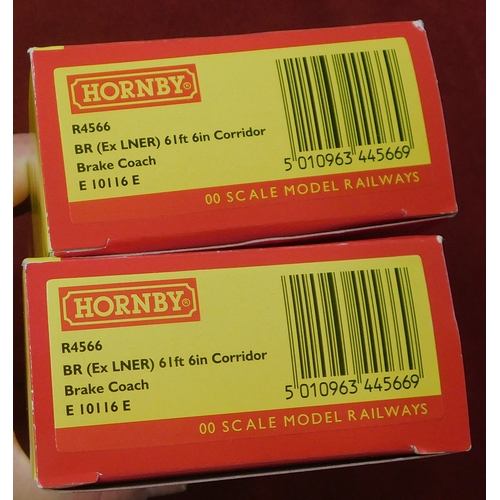 HORNBY®
R4566
BR (Ex LNER) 61ft 6in Corridor
Brake Coach
E 10116 E
5 010963 445669
00 SCALE MODEL RAILWAYS
HORNBY®
R4566
BR (Ex LNER) 61ft 6in Corridor
Brake Coach
E 10116 E
5 010963 445669
00 SCALE MODEL RAILWAYS